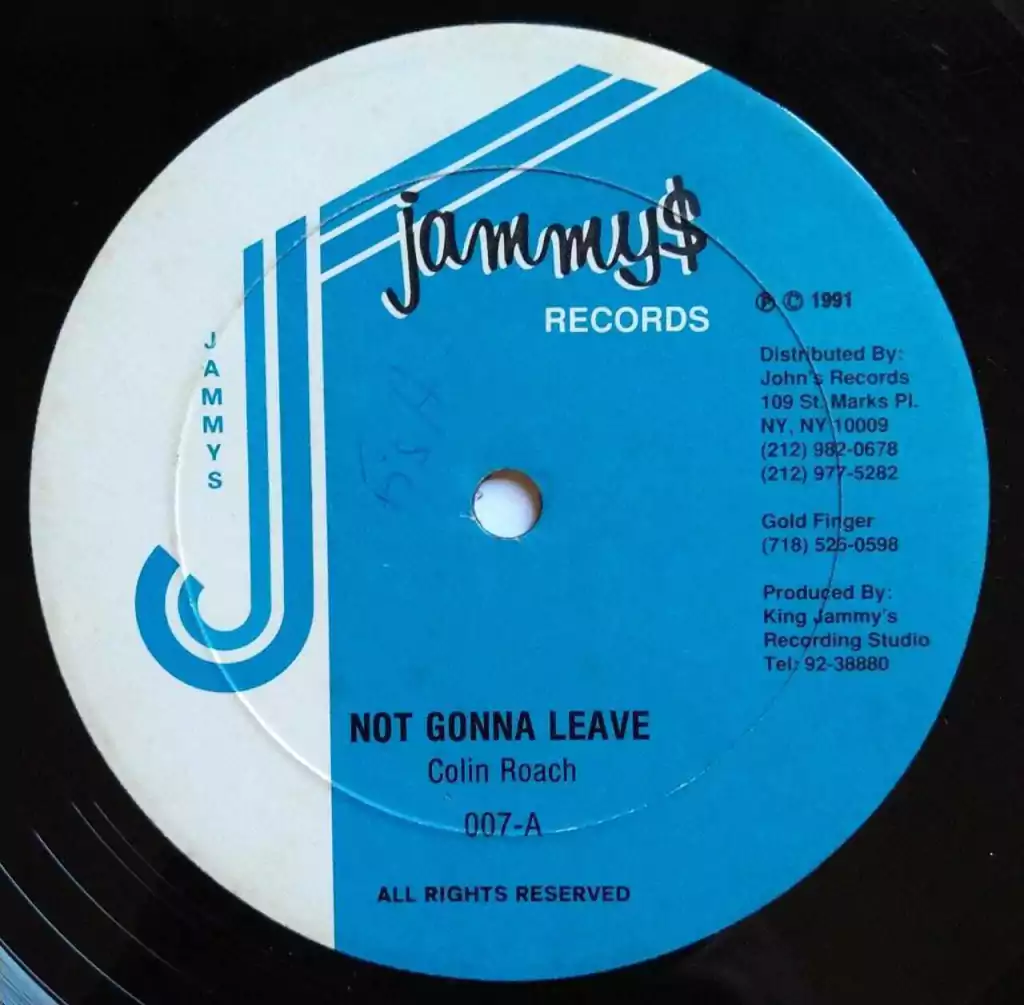 jammy$
RECORDS
JAMMYS
℗ © 1991
Distributed By:
John's Records
109 St. Marks Pl.
NY, NY 10009
(212) 982-0678
(212) 977-5282
Gold Finger
(718) 526-0598
Produced By:
King Jammy's
Recording Studio
Tel: 92-38880
NOT GONNA LEAVE
Colin Roach
007-A
ALL RIGHTS RESERVED